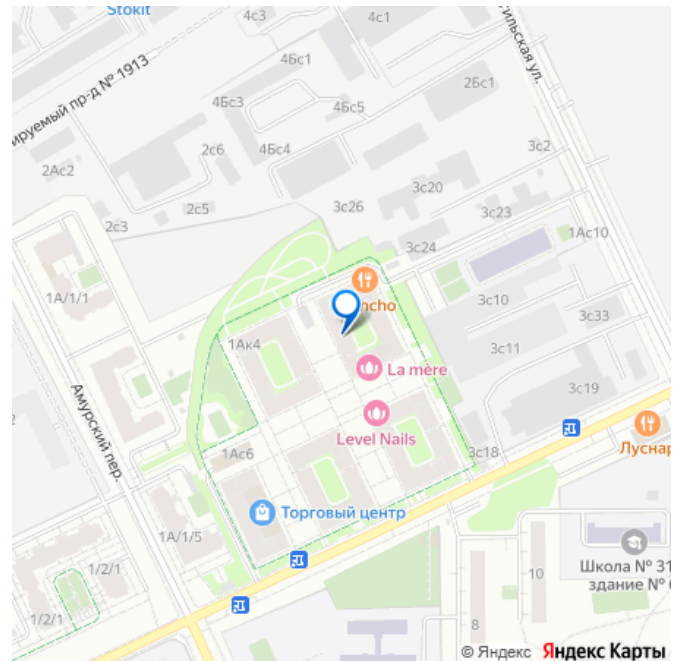 Stokit
4с3
4с1
4Бс1
ируемый пр-д № 1913
тильская ул.
4Бс3
4Бс5
2Бс1
2с6
4Бс4
3с2
2Ас2
2с5
3с20
2с3
3с26
3с23
1Ас10
3с24
1А/1/1
ncho
3с10
3с33
1Ак4
3с11
La mère
3с19
2
Амурский пер.
Level Nails
Луснар
1Ас6
3с18
Торговый центр
1А/1/5
Школа № 31
здание № 6
1/2/1
10
1/2/1
8
© Яндекс Яндекс Карты